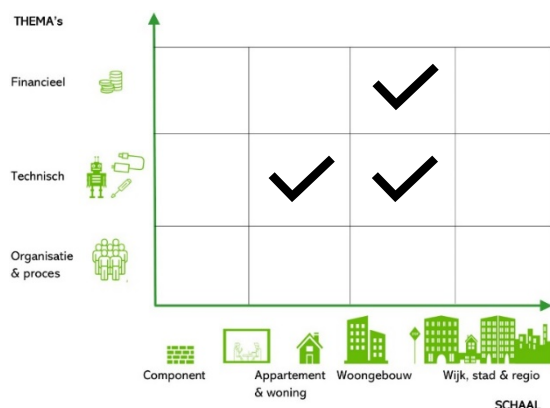 THEMA's
Financieel
Technisch
Organisatie
& proces
Component
Appartement
& woning
Woongebouw
Wijk, stad & regio
SCHAAL